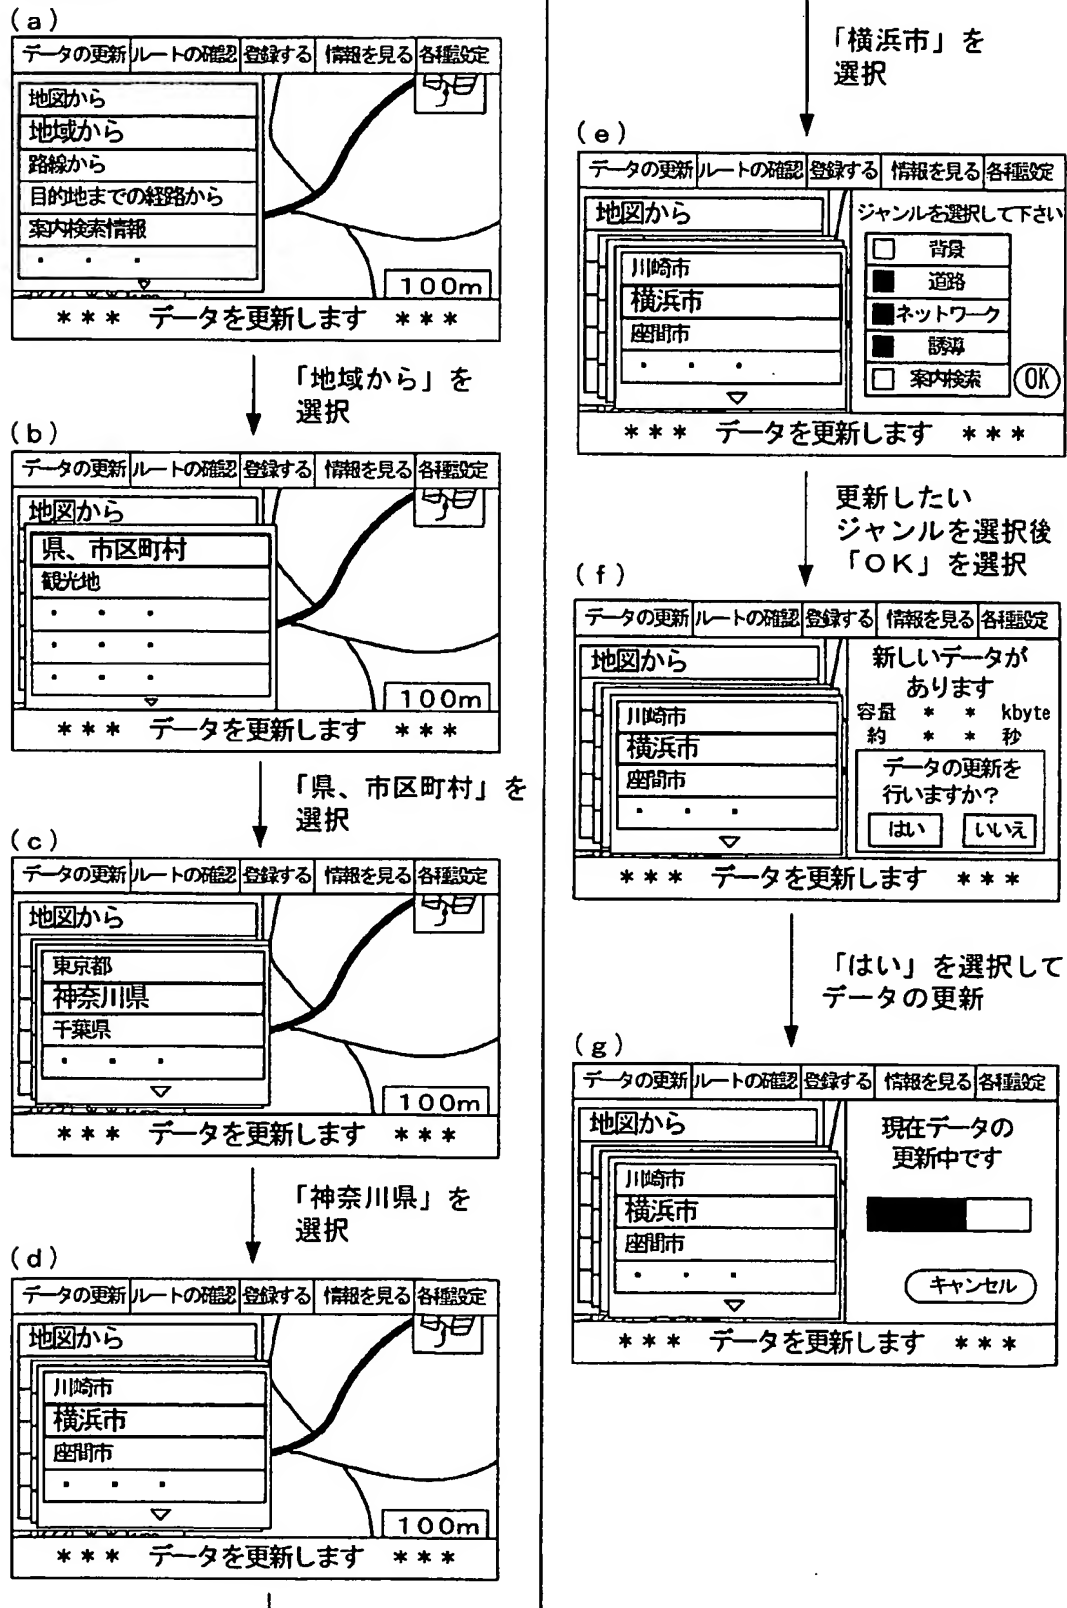 (a)
データの更新 ルートの確認 登録する 情報を見る 各種設定
地図から
地域から
路線から
目的地までの経路から
案内検索情報
・ ・ ・
100m
*** データを更新します ***
「地域から」を
選択
(b)
データの更新 ルートの確認 登録する 情報を見る 各種設定
地図から
県、市区町村
観光地
・ ・ ・
・ ・ ・
・ ・ ・
100m
*** データを更新します ***
「県、市区町村」を
選択
(c)
データの更新 ルートの確認 登録する 情報を見る 各種設定
地図から
東京都
神奈川県
千葉県
・ ・ ・
100m
*** データを更新します ***
「神奈川県」を
選択
(d)
データの更新 ルートの確認 登録する 情報を見る 各種設定
地図から
川崎市
横浜市
座間市
・ ・ ・
100m
*** データを更新します ***
「横浜市」を
選択
(e)
データの更新 ルートの確認 登録する 情報を見る 各種設定
地図から
川崎市
横浜市
座間市
・ ・ ・
ジャンルを選択して下さい
背景
道路
ネットワーク
誘導
案内検索
OK
*** データを更新します ***
更新したい
ジャンルを選択後
「OK」を選択
(f)
データの更新 ルートの確認 登録する 情報を見る 各種設定
地図から
川崎市
横浜市
座間市
・ ・ ・
新しいデータが
あります
容量 * * kbyte
約 * * 秒
データの更新を
行いますか?
はい いいえ
*** データを更新します ***
「はい」を選択して
データの更新
(g)
データの更新 ルートの確認 登録する 情報を見る 各種設定
地図から
川崎市
横浜市
座間市
・ ・ ・
現在データの
更新中です
キャンセル
*** データを更新します ***